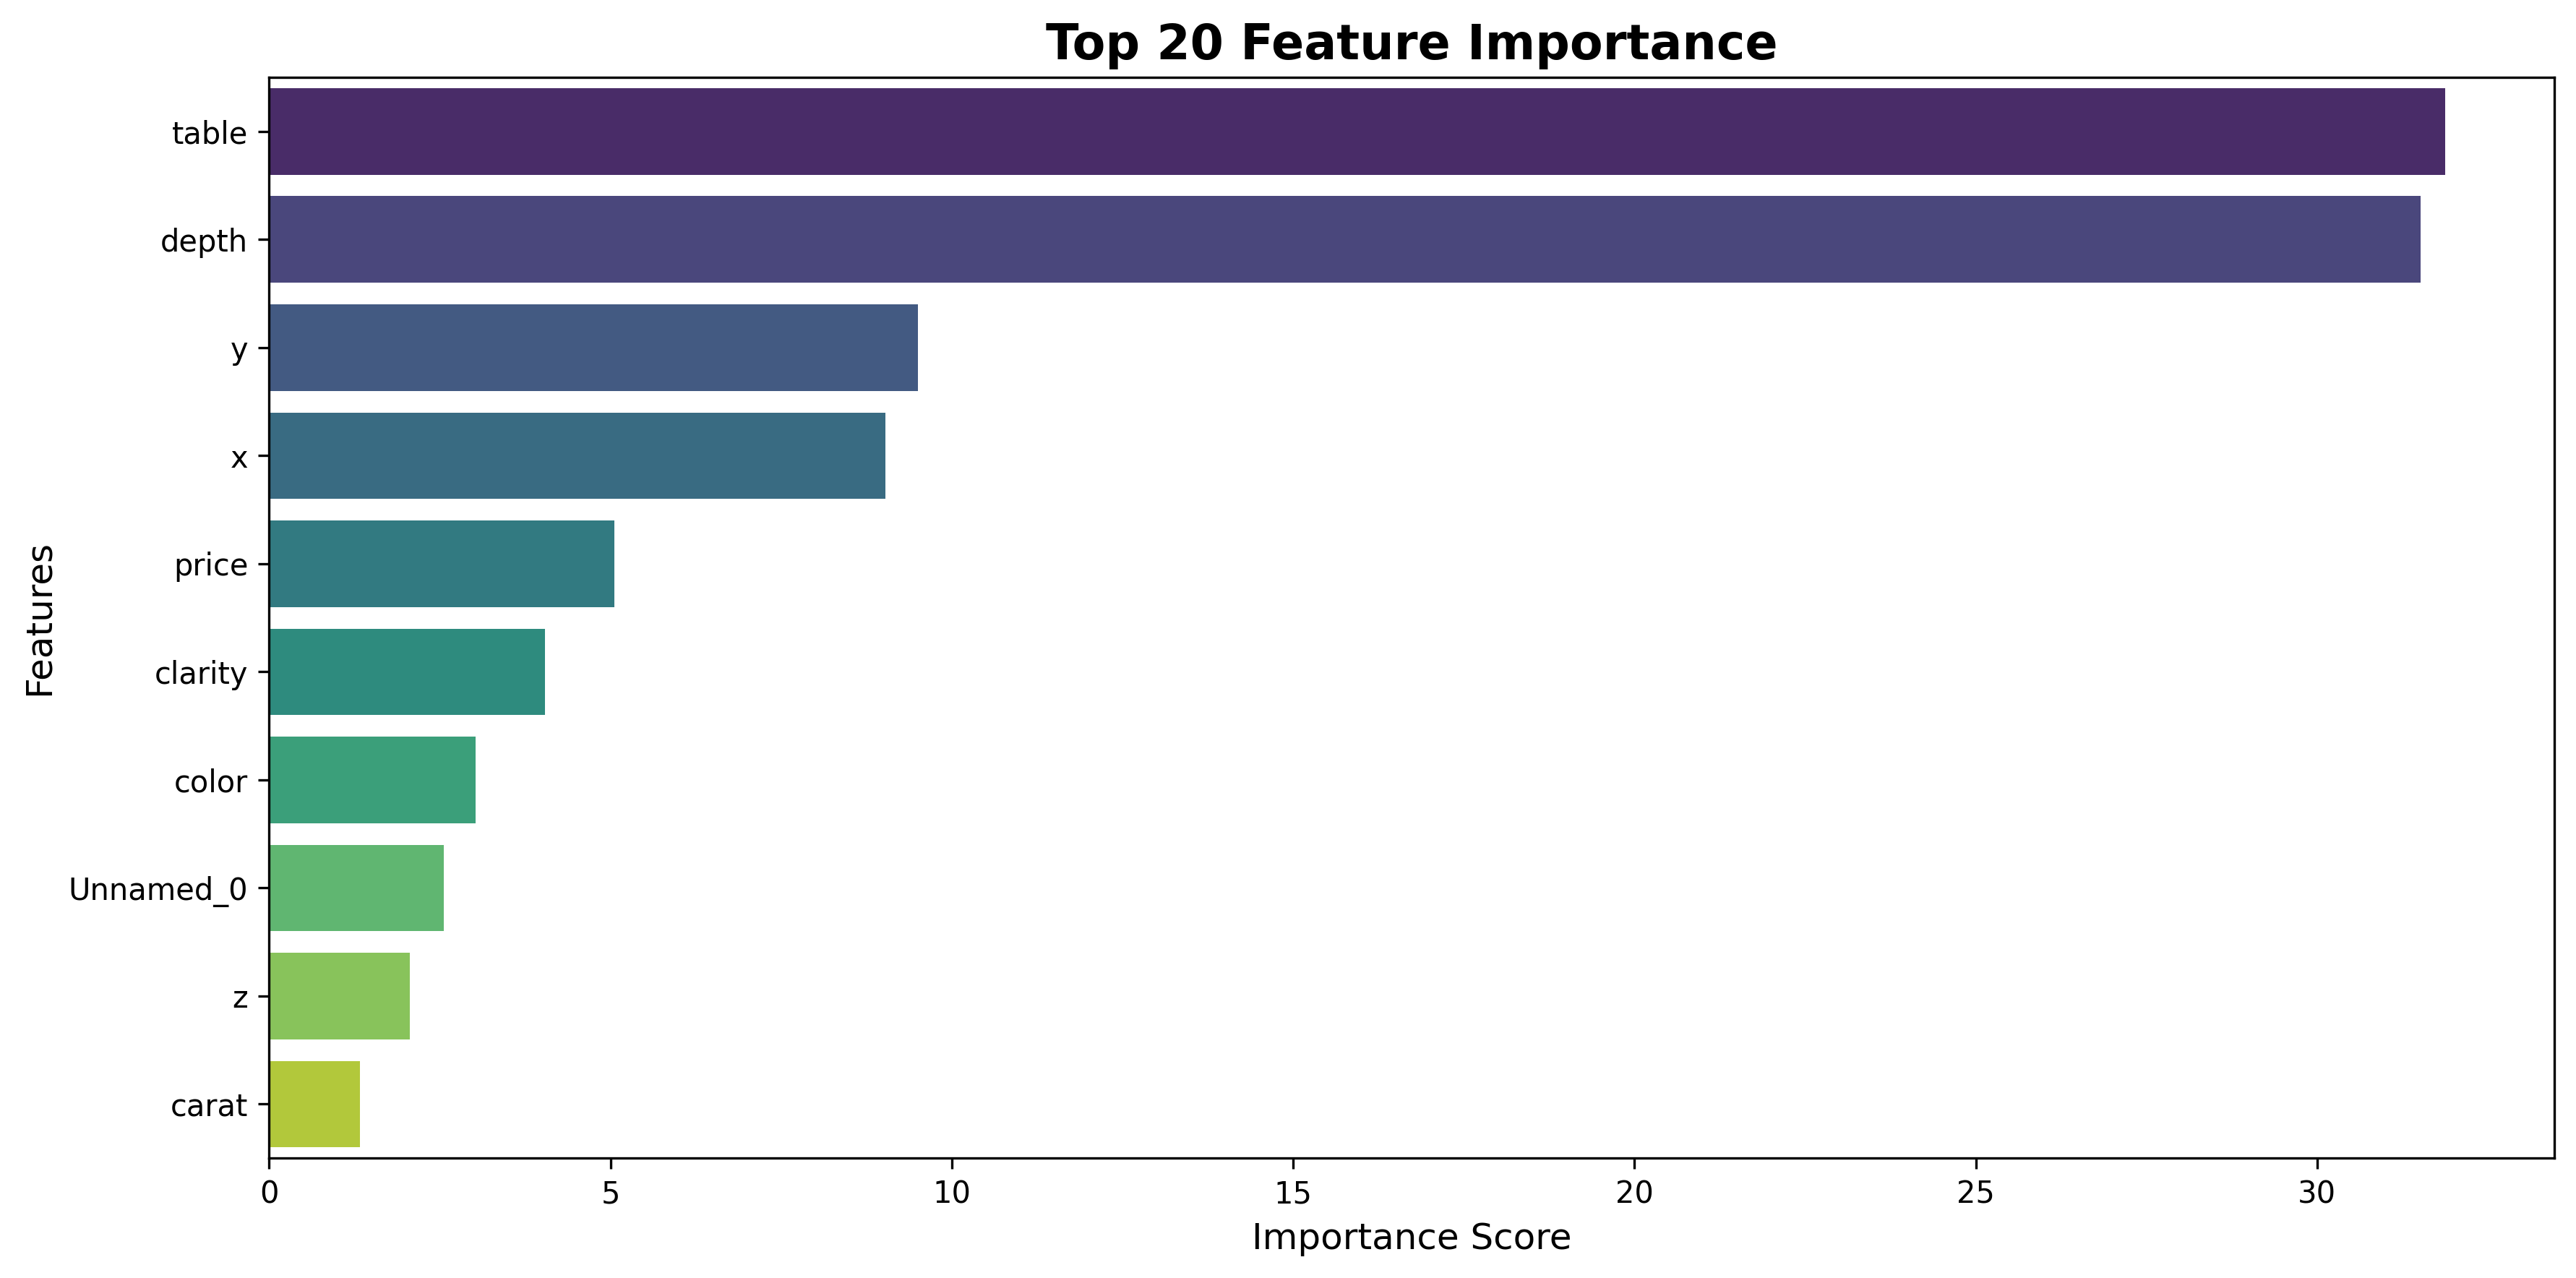 Top 20 Feature Importance
Features
table
depth
y
x
price
clarity
color
Unnamed_0
z
carat
0 5 10 15 20 25 30
Importance Score